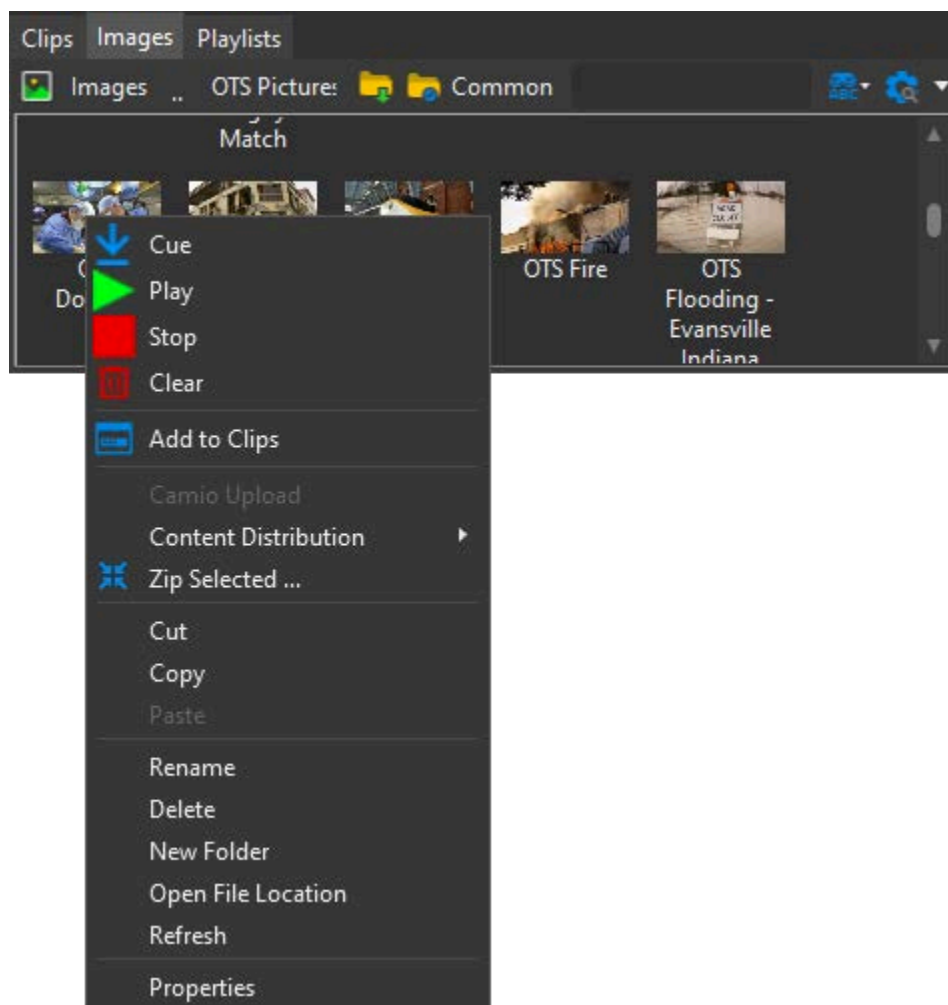 Clips Images Playlists
Images .. OTS Pictures Common
ABC
Match
OTS Fire
OTS
Flooding -
Evansville
Indiana
Do
Cue
Play
Stop
Clear
Add to Clips
Camio Upload
Content Distribution
Zip Selected ...
Cut
Copy
Paste
Rename
Delete
New Folder
Open File Location
Refresh
Properties